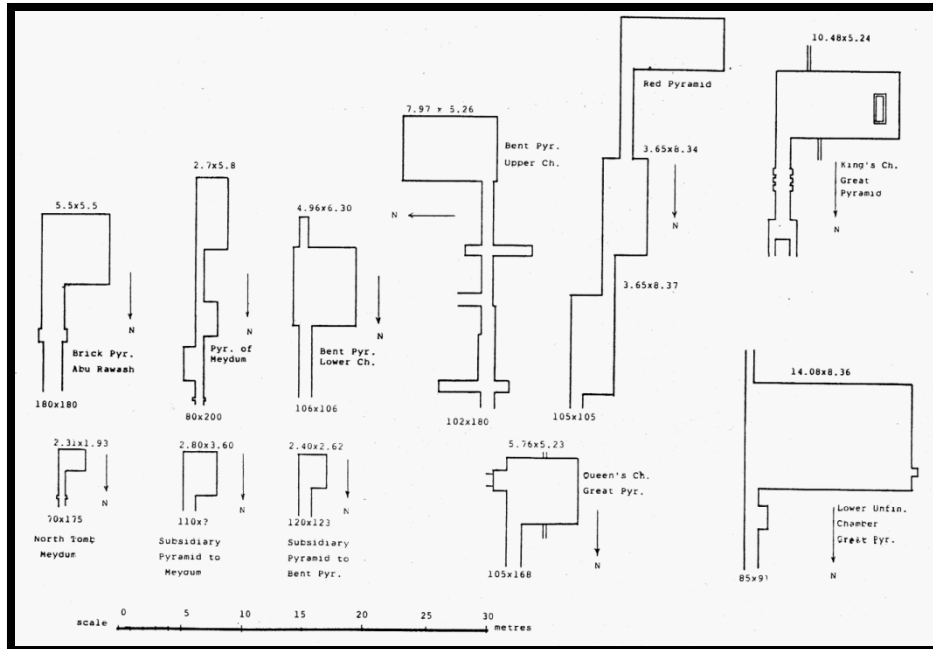 10.48x5.24
King's Ch.
Great
Pyramid
N
Red Pyramid
3.65x8.34
N
3.65x8.37
105x105
7.97 x 5.26
Bent Pyr.
Upper Ch.
N
102x180
2.7x5.8
N
Pyr. of
Meydum
80x200
4.96x6.30
N
Bent Pyr.
Lower Ch.
106x106
5.5x5.5
N
Brick Pyr.
Abu Rawash
180x180
14.08x8.36
Lower Unfin.
Chamber
Great Pyr.
N
2.31x1.93
N
70x175
North Tomb
Meydum
2.80x3.60
N
110x?
Subsidiary
Pyramid to
Meydum
2.40x2.62
N
120x123
Subsidiary
Pyramid to
Bent Pyr.
5.76x5.23
Queen's Ch.
Great Pyr.
N
105x168
scale 0 5 10 15 20 25 30 metres